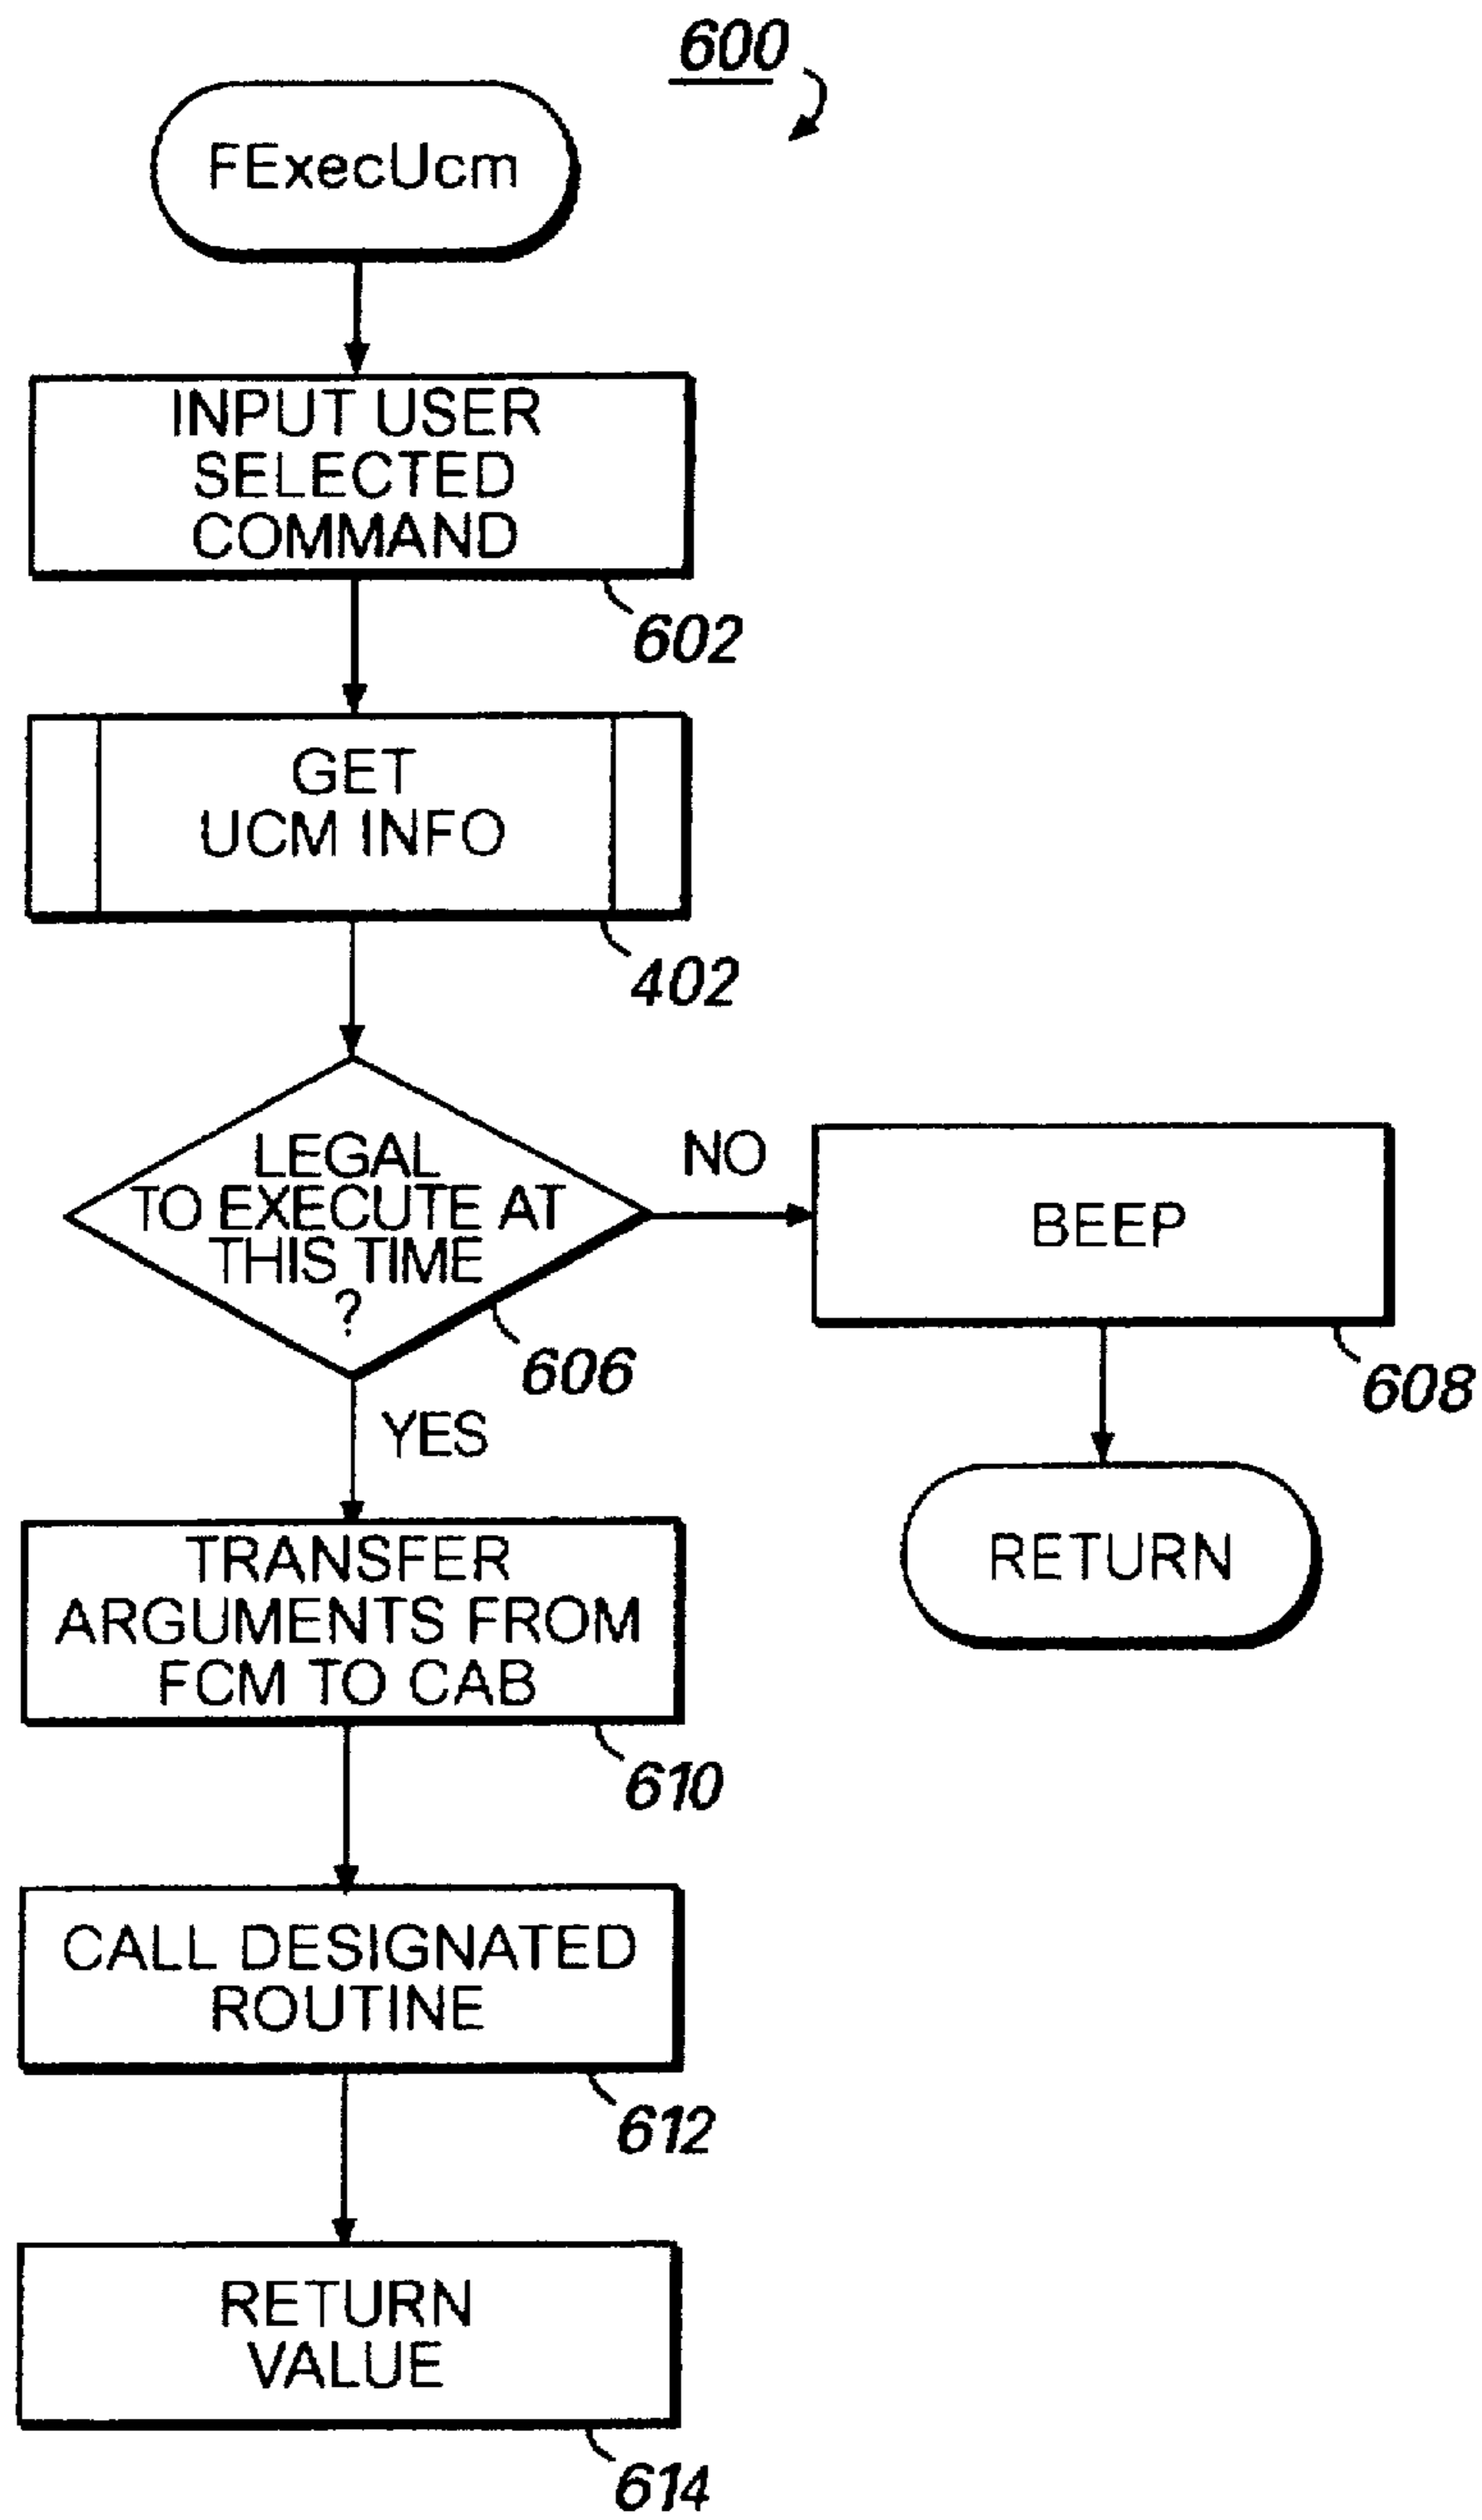 600
FExecUcm
INPUT USER
SELECTED
COMMAND
602
GET
UCM INFO
402
LEGAL
TO EXECUTE AT
THIS TIME
?
606
NO
BEEP
608
RETURN
YES
TRANSFER
ARGUMENTS FROM
FCM TO CAB
610
CALL DESIGNATED
ROUTINE
612
RETURN
VALUE
614